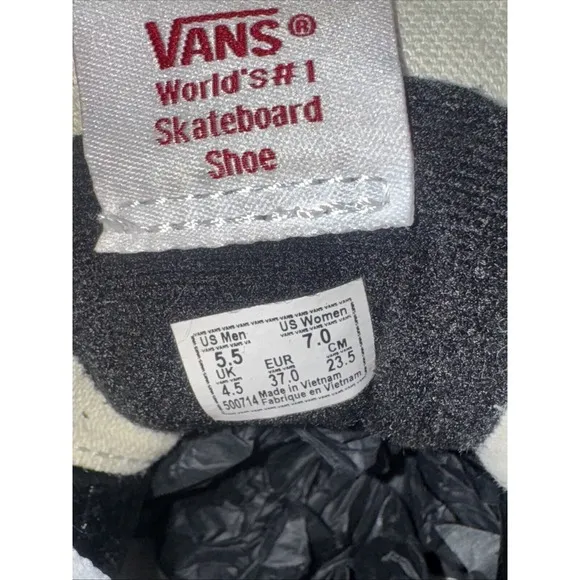 VANS®
World's #1
Skateboard
Shoe
US Men US Women
5.5 7.0
UK EUR CM
4.5 37.0 23.5
500714 Made in Vietnam
Fabrique en Vietnam